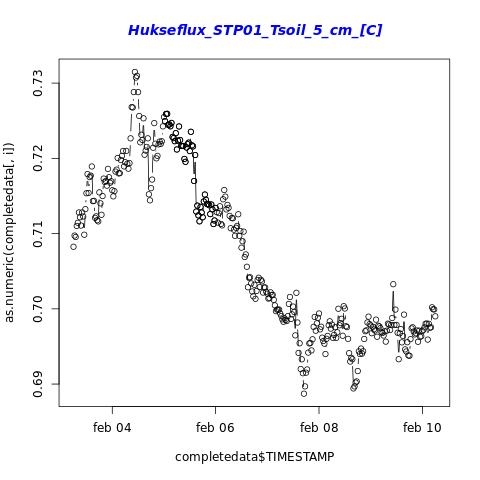 Hukseflux_STP01_Tsoil_5_cm_[C]
as.numeric(completedata[, i])
0.73
0.72
0.71
0.70
0.69
feb 04
feb 06
feb 08
feb 10
completedata$TIMESTAMP